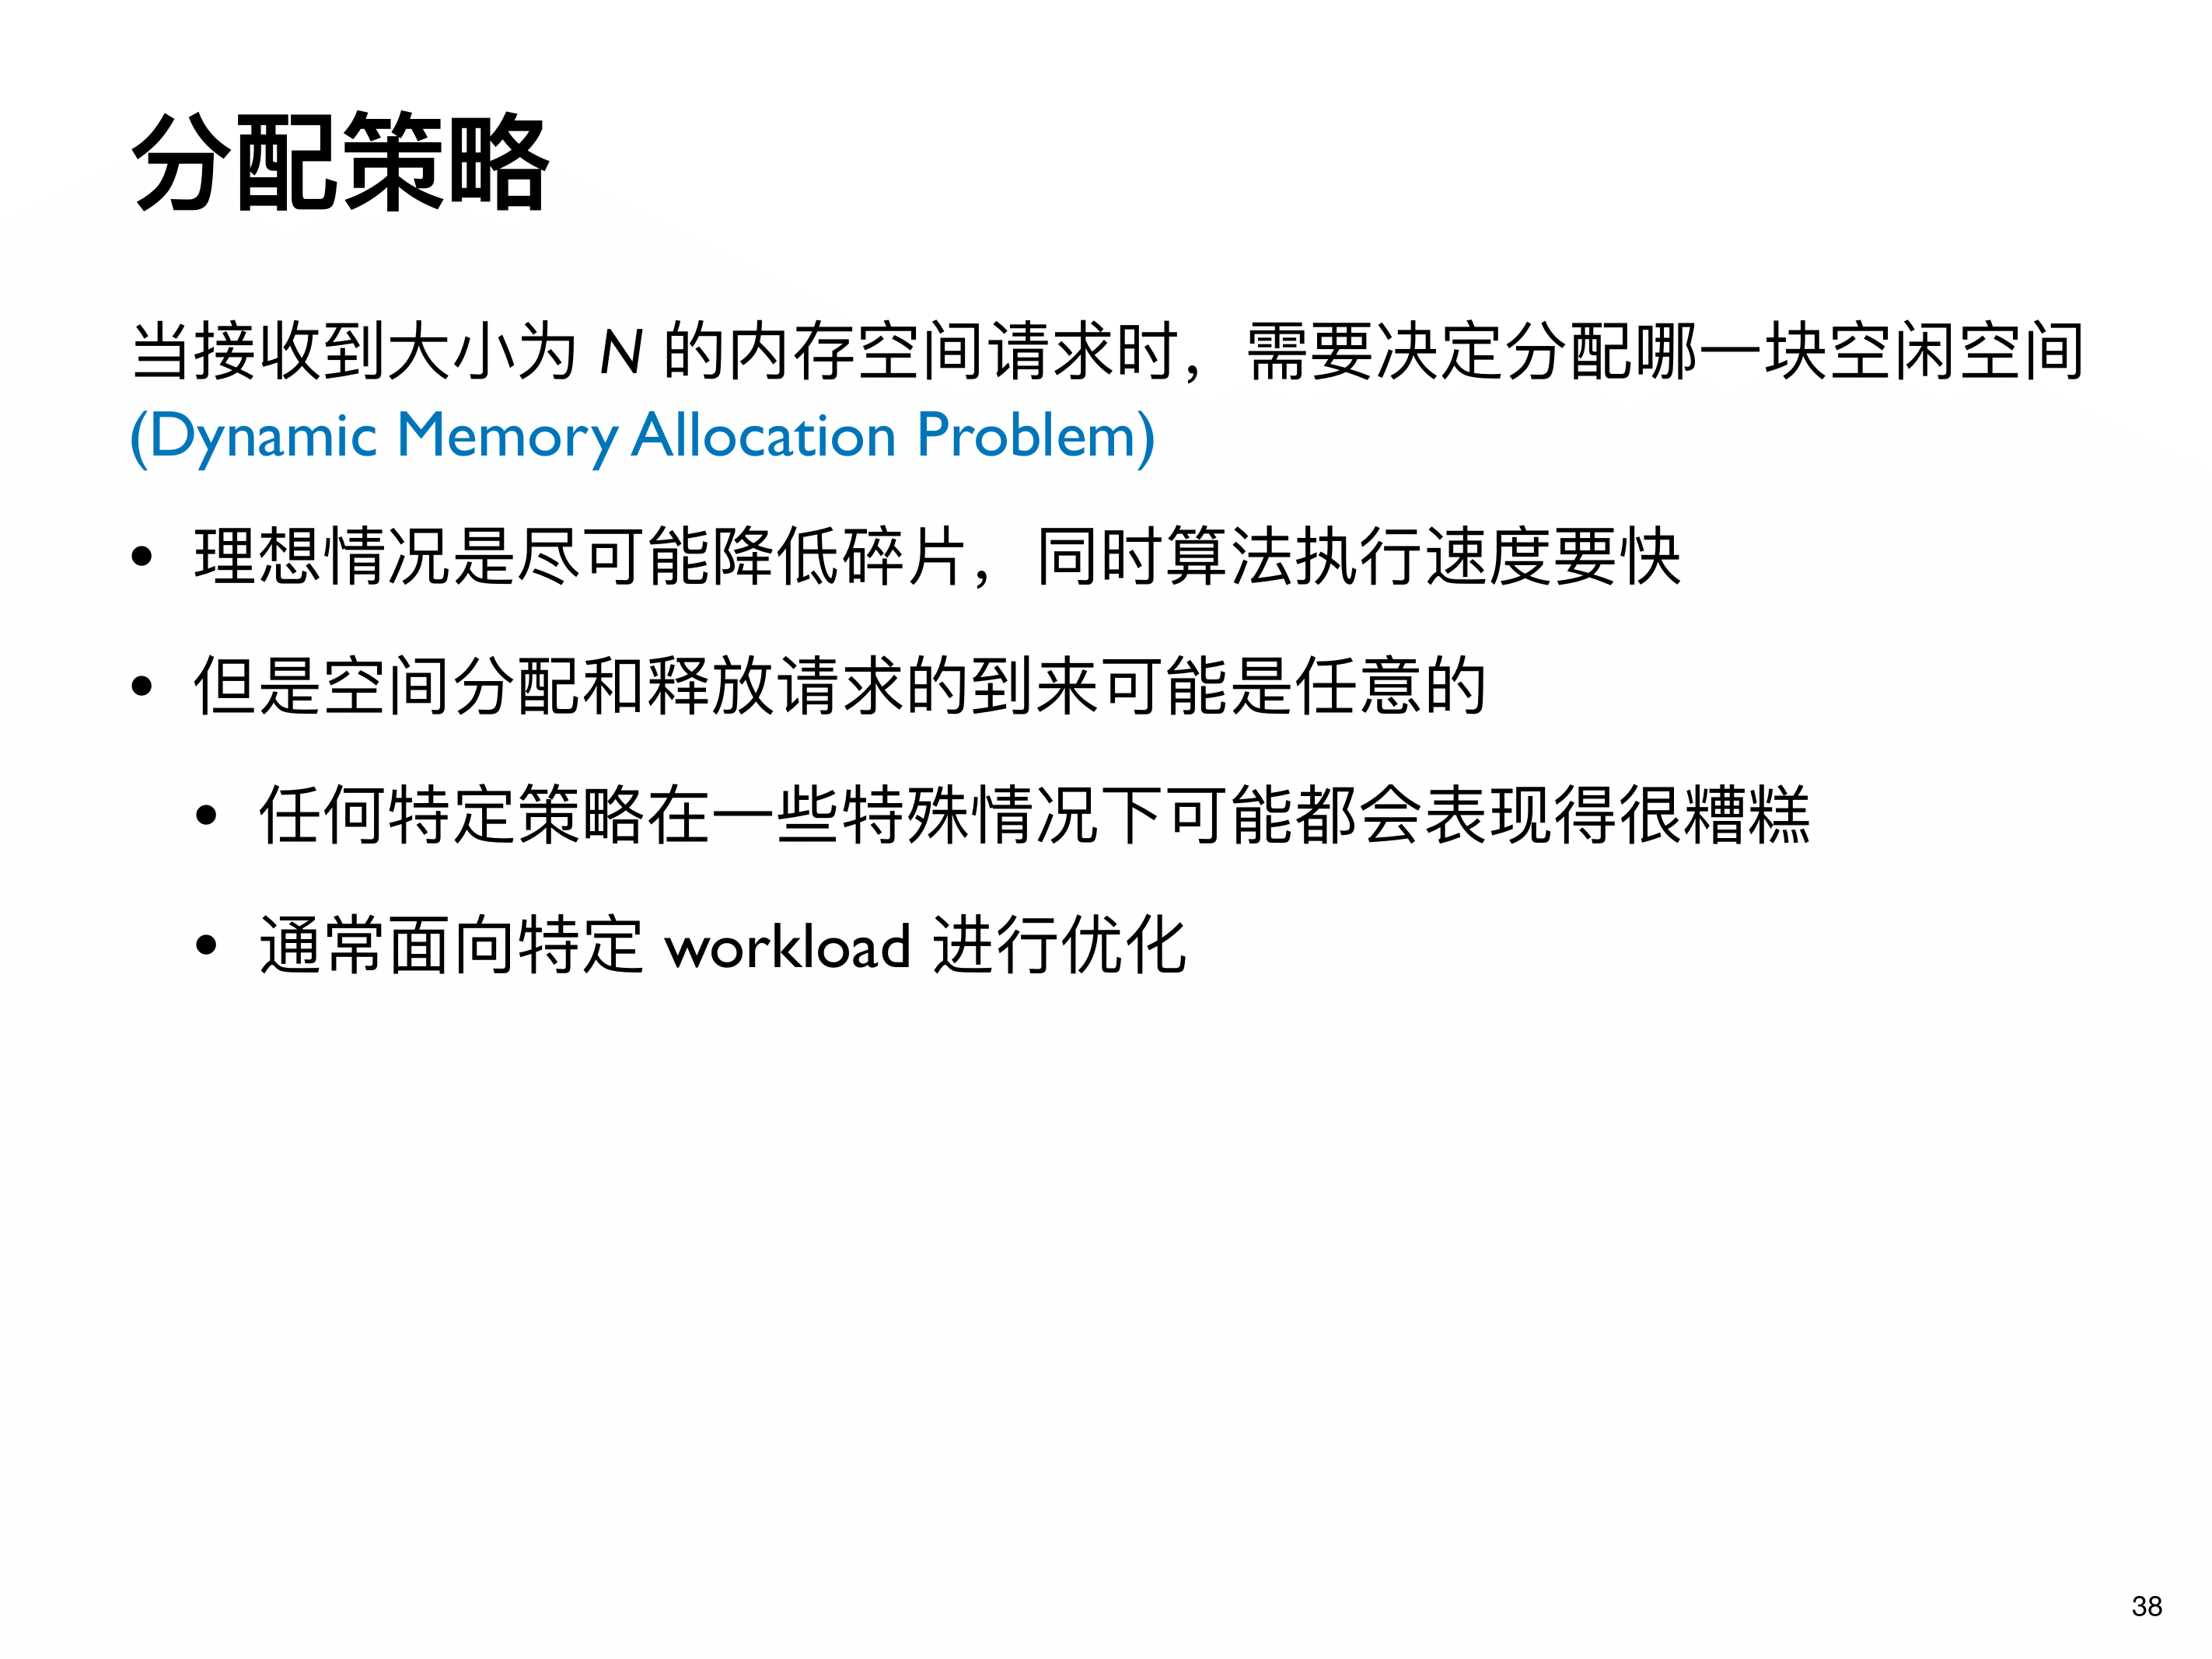 分配策略
当接收到大小为 N 的内存空间请求时，需要决定分配哪一块空闲空间
(Dynamic Memory Allocation Problem)
• 理想情况是尽可能降低碎片，同时算法执行速度要快
• 但是空间分配和释放请求的到来可能是任意的
• 任何特定策略在一些特殊情况下可能都会表现得很糟糕
• 通常面向特定 workload 进行优化
38